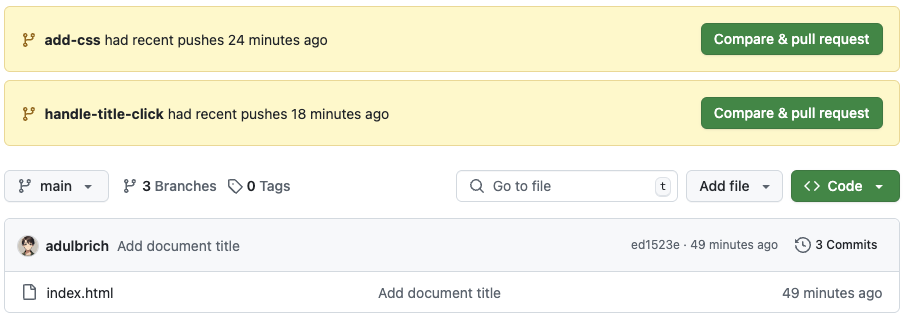 add-css had recent pushes 24 minutes ago Compare & pull request
handle-title-click had recent pushes 18 minutes ago Compare & pull request
main 3 Branches 0 Tags Go to file t Add file Code
adulbrich Add document title ed1523e · 49 minutes ago 3 Commits
index.html Add document title 49 minutes ago